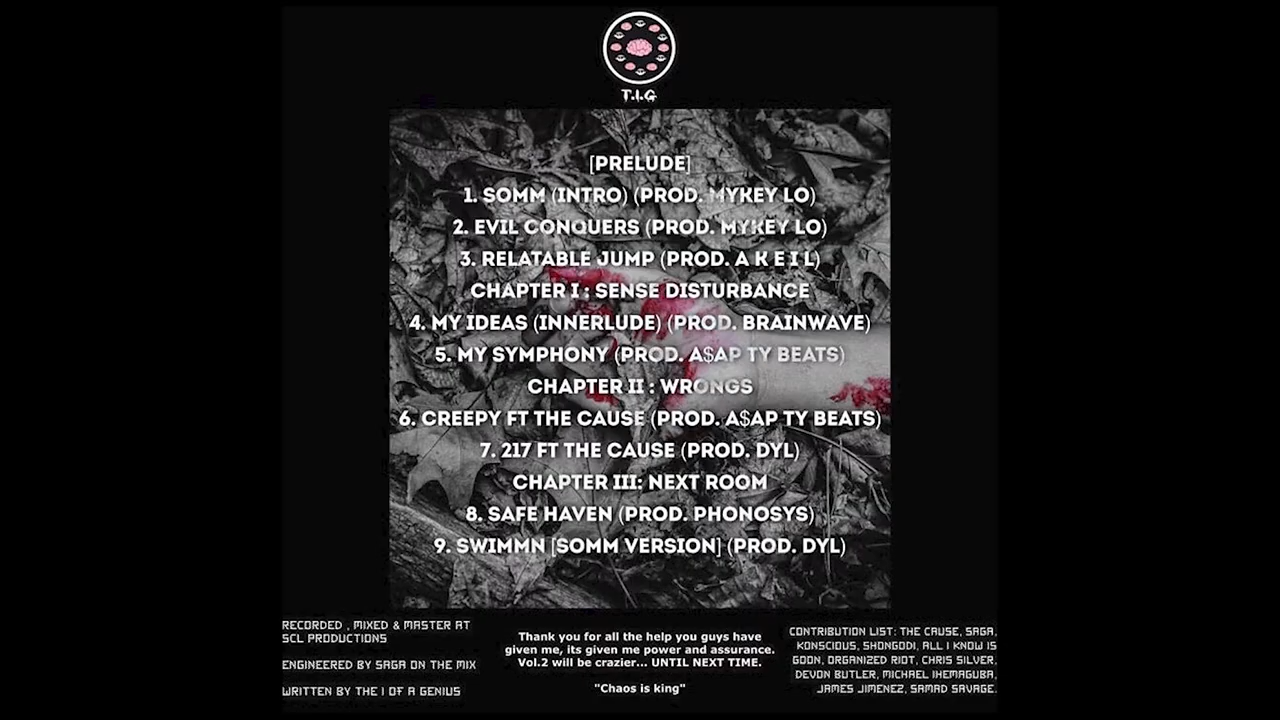 T.I.G
[PRELUDE]
1. SOMM (INTRO) (PROD. MYKEY LO)
2. EVIL CONQUERS (PROD. MYKEY LO)
3. RELATABLE JUMP (PROD. A K E I L)
CHAPTER I : SENSE DISTURBANCE
4. MY IDEAS (INNERLUDE) (PROD. BRAINWAVE)
5. MY SYMPHONY (PROD. A$AP TY BEATS)
CHAPTER II : WRONGS
6. CREEPY FT THE CAUSE (PROD. A$AP TY BEATS)
7. 217 FT THE CAUSE (PROD. DYL)
CHAPTER III: NEXT ROOM
8. SAFE HAVEN (PROD. PHONOSYS)
9. SWIMMN [SOMM VERSION] (PROD. DYL)
RECORDED , MIXED & MASTER AT
SCL PRODUCTIONS
ENGINEERED BY SAGA ON THE MIX
WRITTEN BY THE I OF A GENIUS
Thank you for all the help you guys have
given me, its given me power and assurance.
Vol.2 will be crazier... UNTIL NEXT TIME.
"Chaos is king"
CONTRIBUTION LIST: THE CAUSE, SAGA,
KONSCIOUS, SHONGODI, ALL I KNOW IS
GOON, ORGANIZED RIOT, CHRIS SILVER,
DEVON BUTLER, MICHAEL IHEMAGUBA,
JAMES JIMENEZ, SAMAD SAVAGE.